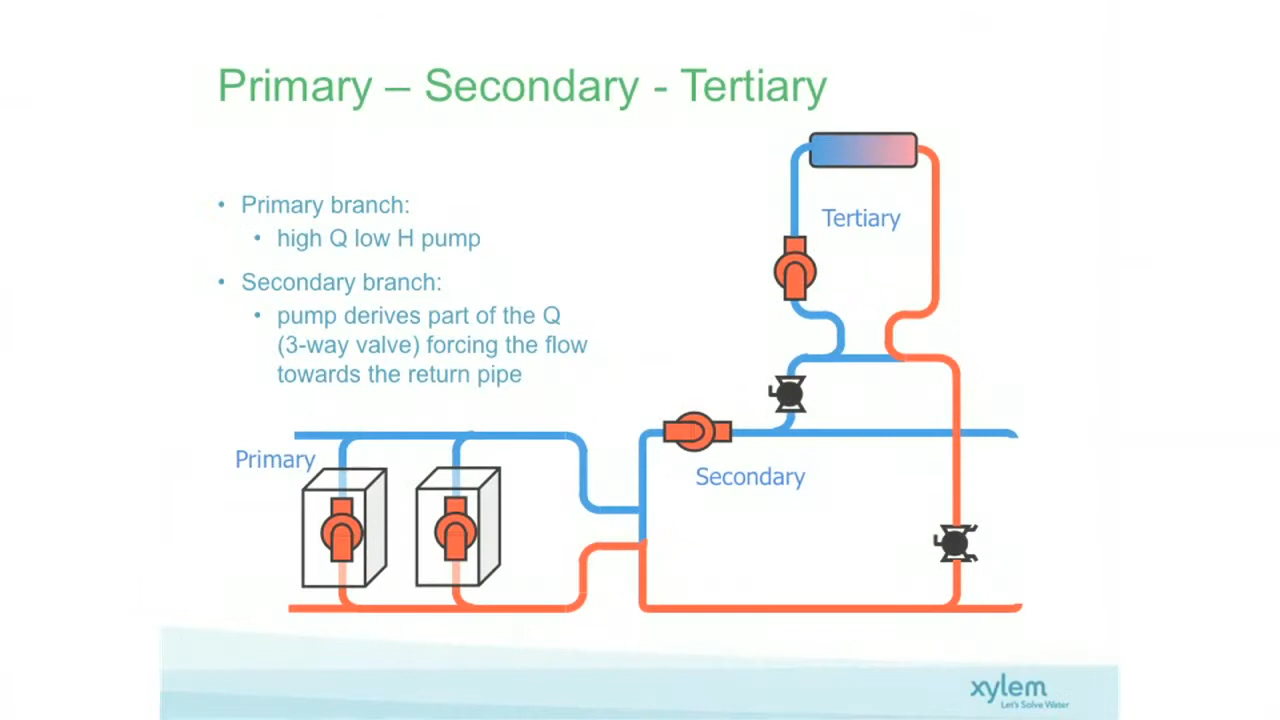 Primary – Secondary - Tertiary
• Primary branch:
• high Q low H pump
• Secondary branch:
• pump derives part of the Q
(3-way valve) forcing the flow
towards the return pipe
Tertiary
Primary
Secondary
xylem
Let's Solve Water